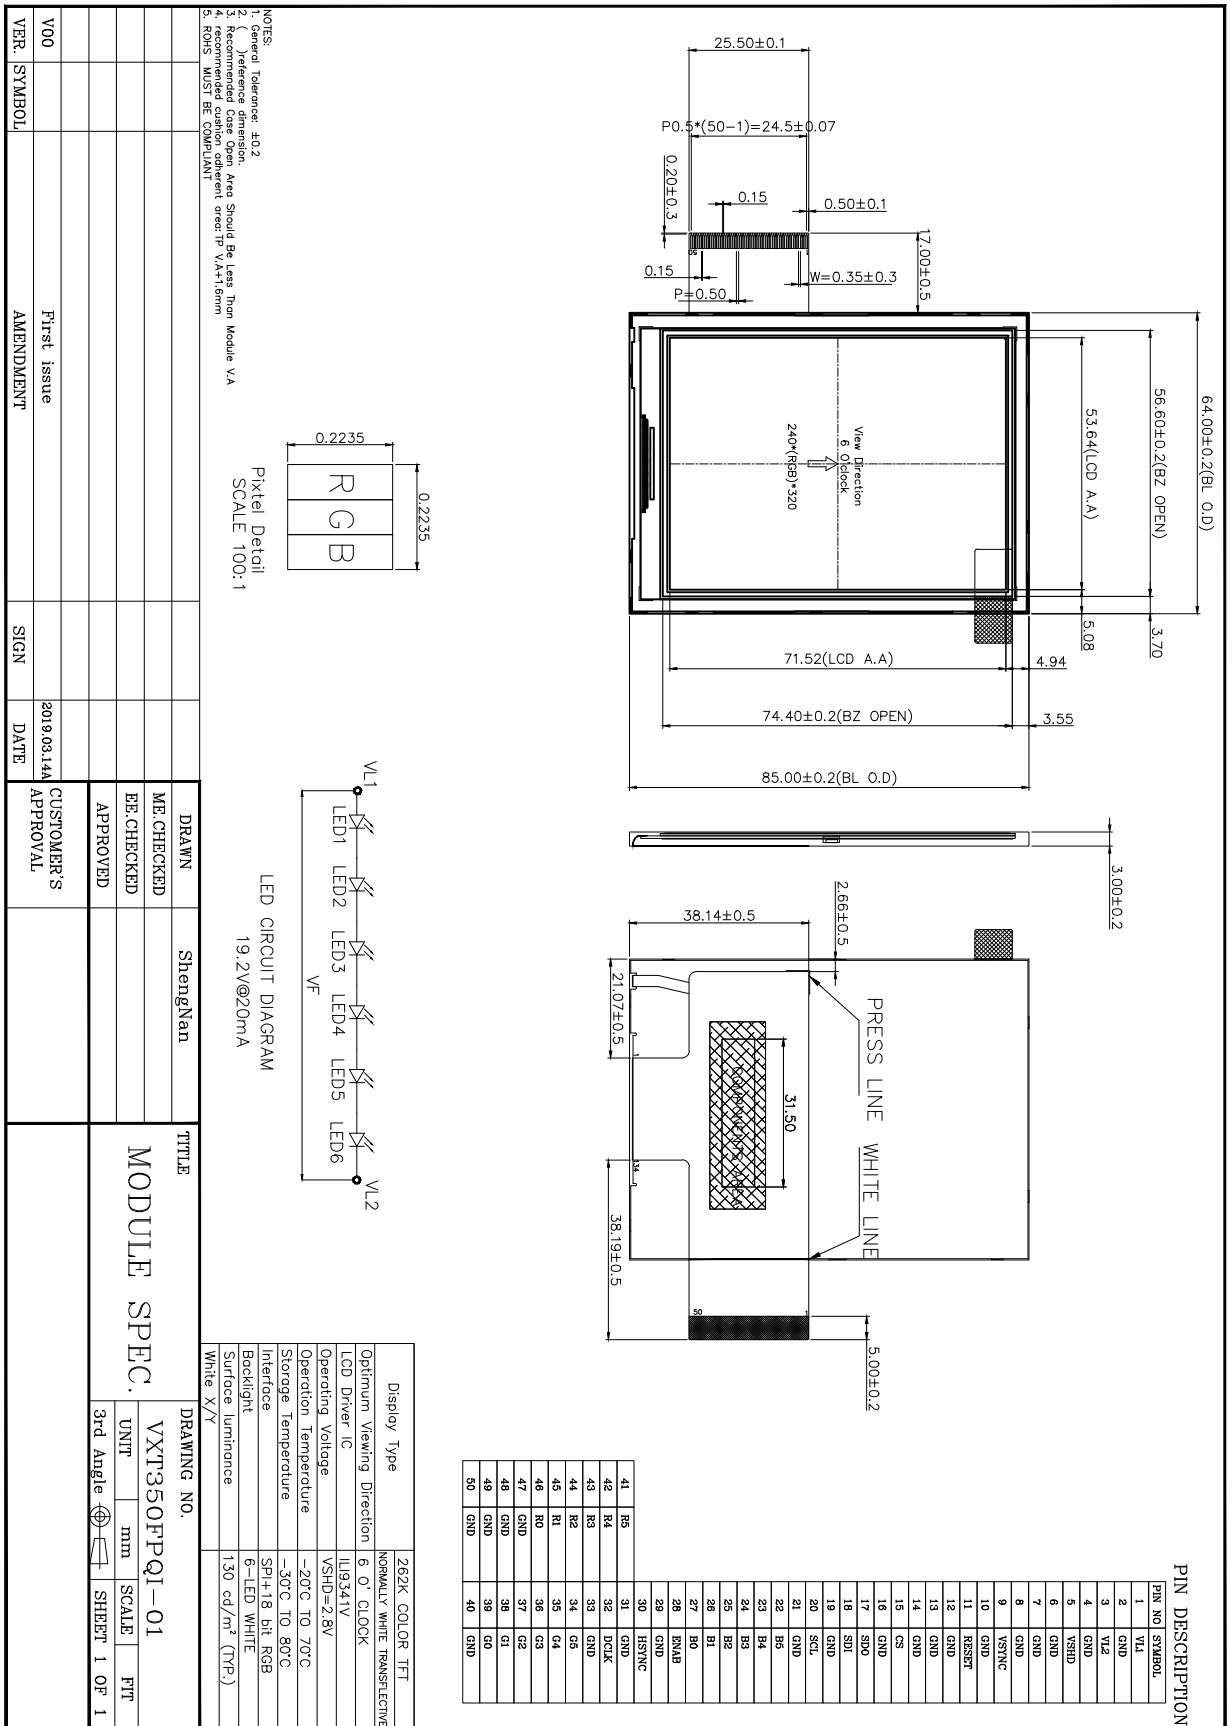 25.50±0.1
P0.5*(50-1)=24.5±0.07
0.20±0.3
0.15
0.50±0.1
17.00±0.5
0.15
W=0.35±0.3
P=0.50
50
1
64.00±0.2(BL O.D)
56.60±0.2(BZ OPEN)
53.64(LCD A.A)
View Direction
6 O'clock
240*(RGB)*320
5.08
3.70
71.52(LCD A.A)
4.94
74.40±0.2(BZ OPEN)
3.55
85.00±0.2(BL O.D)
3.00±0.2
38.14±0.5
2.66±0.5
21.07±0.5
PRESS LINE WHITE LINE
31.50
COMPONENTS AREA
1
134
38.19±0.5
50
1
5.00±0.2
PIN DESCRIPTION
PIN NO SYMBOL
1 VL1
2 GND
3 VL2
4 GND
5 VSHD
6 GND
7 GND
8 GND
9 VSYNC
10 GND
11 RESET
12 GND
13 GND
14 GND
15 CS
16 GND
17 SDO
18 SDI
19 GND
20 SCL
21 GND
22 B5
23 B4
24 B3
25 B2
26 B1
27 B0
28 ENAB
29 GND
30 HSYNC
31 GND
32 DCLK
33 GND
34 G5
35 G4
36 G3
37 G2
38 G1
39 G0
40 GND
41 R5
42 R4
43 R3
44 R2
45 R1
46 R0
47 GND
48 GND
49 GND
50 GND
0.2235
0.2235
R G B
Pixtel Detail
SCALE 100:1
VL1
LED1 LED2 LED3 LED4 LED5 LED6
VL2
VF
LED CIRCUIT DIAGRAM
19.2V@20mA
Display Type 262K COLOR TFT
NORMALLY WHITE TRANSFLECTIVE
Optimum Viewing Direction 6 O' CLOCK
LCD Driver IC ILI9341V
Operating Voltage VSHD=2.8V
Operation Temperature -20°C TO 70°C
Storage Temperature -30°C TO 80°C
Interface SPI+18 bit RGB
Backlight 6-LED WHITE
Surface luminance 130 cd/m² (TYP.)
White X/Y
NOTES:
1. General Tolerance: ±0.2
2. ( )reference dimension.
3. Recommended Case Open Area Should Be Less Than Module V.A
4. recommended cushion adherent area: TP V.A+1.6mm
5. ROHS MUST BE COMPLIANT
V00 First issue 2019.03.14A
VER. SYMBOL AMENDMENT SIGN DATE
DRAWN ShengNan
ME.CHECKED
EE.CHECKED
APPROVED
CUSTOMER'S
APPROVAL
TITLE
MODULE SPEC.
DRAWING NO.
VXT350FPQI-01
UNIT mm SCALE FIT
3rd Angle SHEET 1 OF 1